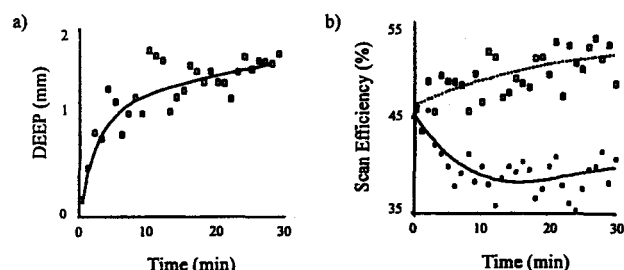 a)
DEEP (mm)
2
1
0
0 10 20 30
Time (min)
b)
Scan Efficiency (%)
55
45
35
0 10 20 30
Time (min)